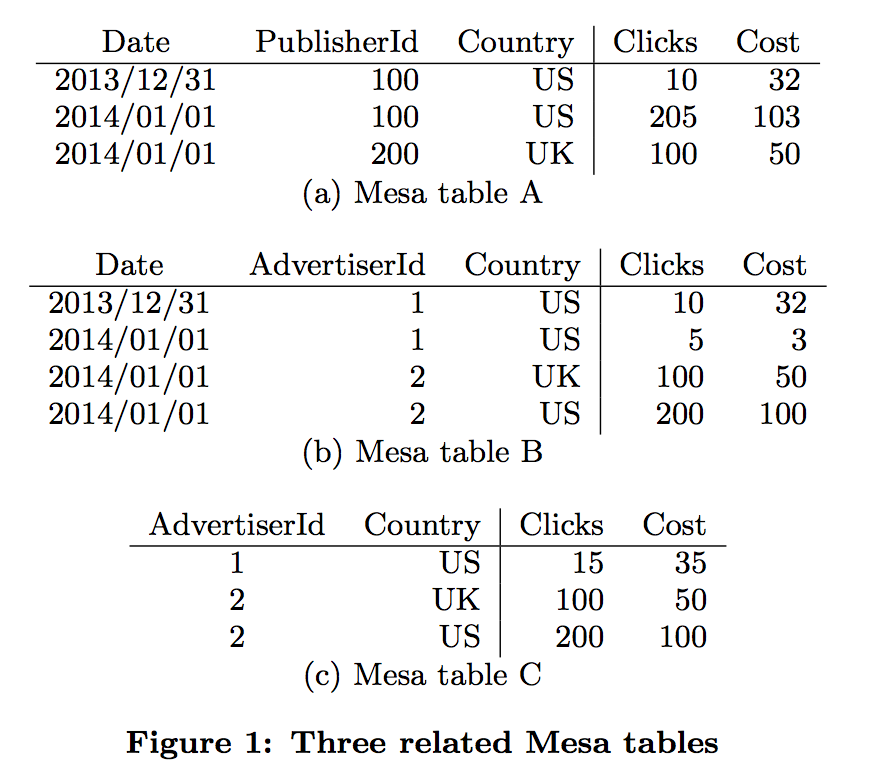 Date PublisherId Country Clicks Cost
2013/12/31 100 US 10 32
2014/01/01 100 US 205 103
2014/01/01 200 UK 100 50
(a) Mesa table A
Date AdvertiserId Country Clicks Cost
2013/12/31 1 US 10 32
2014/01/01 1 US 5 3
2014/01/01 2 UK 100 50
2014/01/01 2 US 200 100
(b) Mesa table B
AdvertiserId Country Clicks Cost
1 US 15 35
2 UK 100 50
2 US 200 100
(c) Mesa table C
Figure 1: Three related Mesa tables